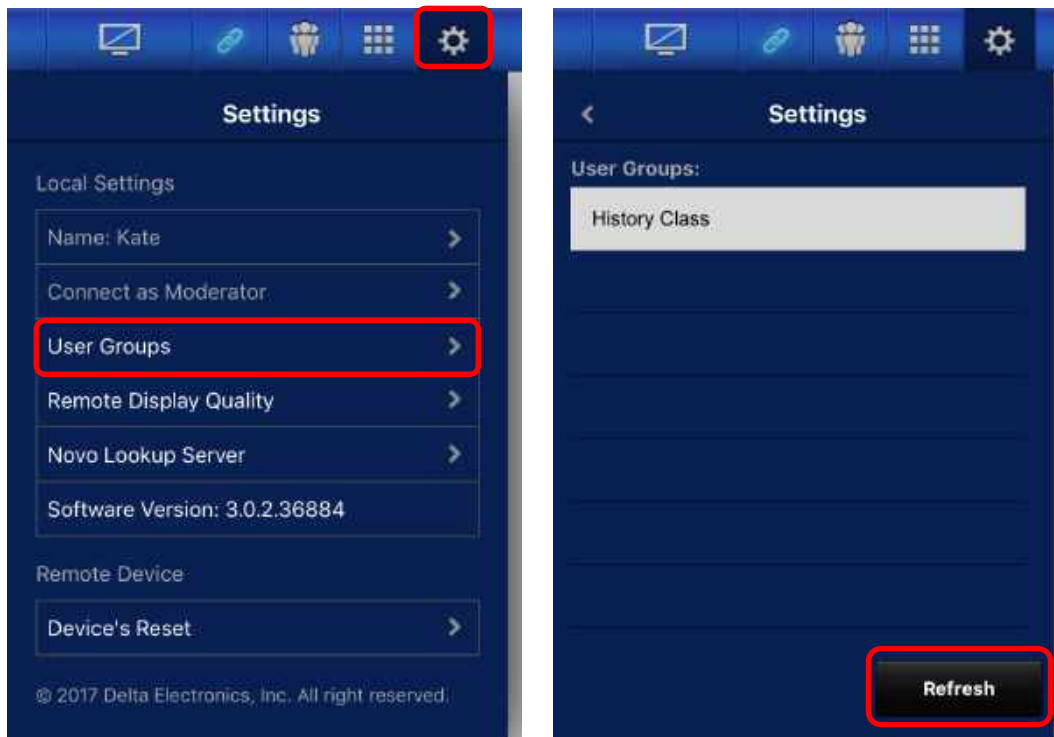 Settings
Local Settings
Name: Kate
Connect as Moderator
User Groups
Remote Display Quality
Novo Lookup Server
Software Version: 3.0.2.36884
Remote Device
Device's Reset
© 2017 Delta Electronics, Inc. All right reserved.
Settings
User Groups:
History Class
Refresh